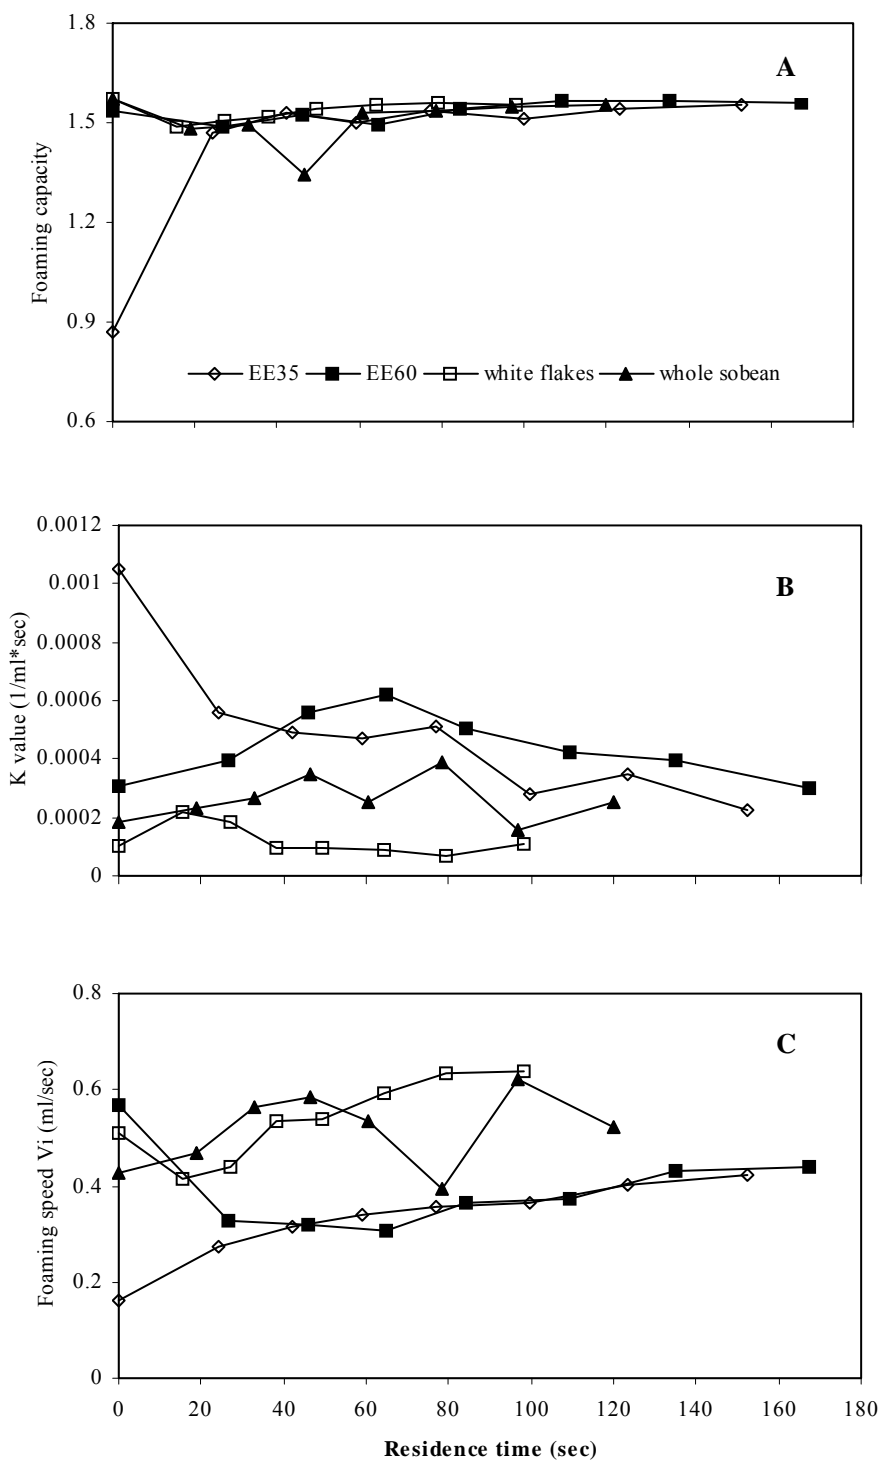 1.8
A
1.5
1.2
0.9
0.6
Foaming capacity
EE35 EE60 white flakes whole sobean
0.0012
0.001
B
0.0008
0.0006
0.0004
0.0002
0
K value (1/ml*sec)
0.8
C
0.6
0.4
0.2
0
Foaming speed Vi (ml/sec)
0 20 40 60 80 100 120 140 160 180
Residence time (sec)